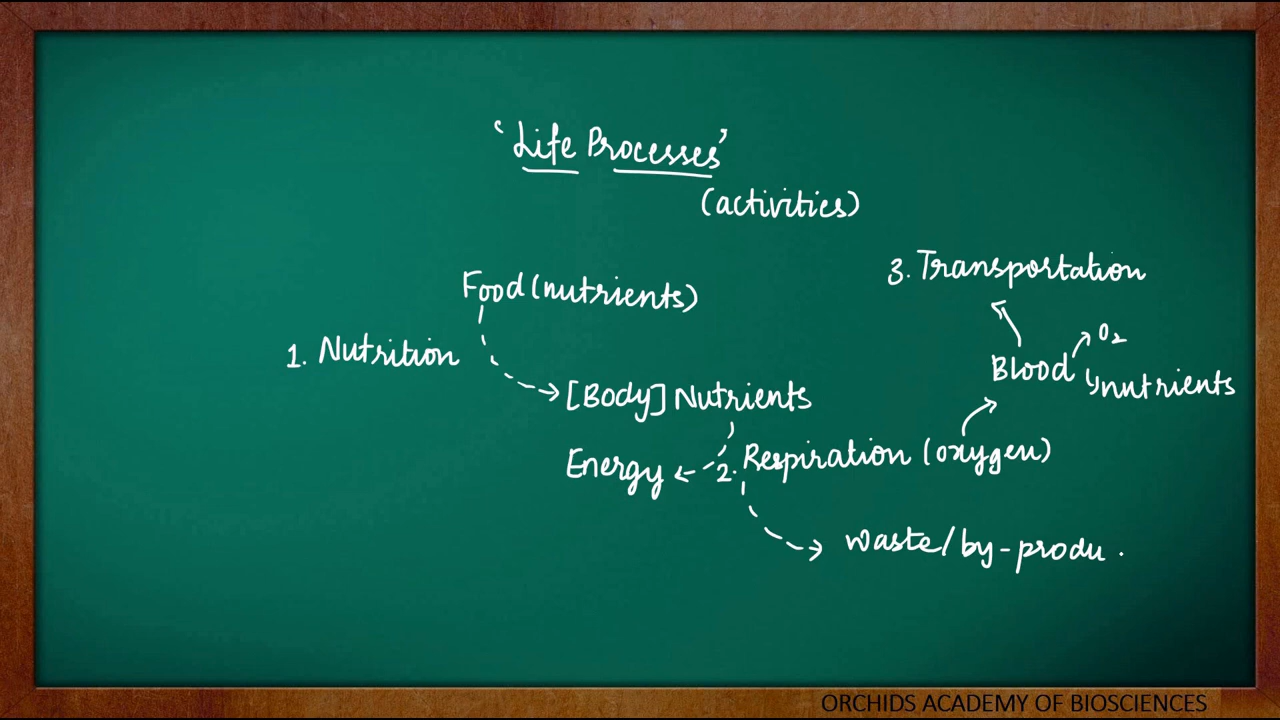 'Life Processes'
(activities)
3. Transportation
Food (nutrients)
1. Nutrition
O2
Blood
nutrients
[Body] Nutrients
Energy
2. Respiration (oxygen)
waste/by-produ
ORCHIDS ACADEMY OF BIOSCIENCES